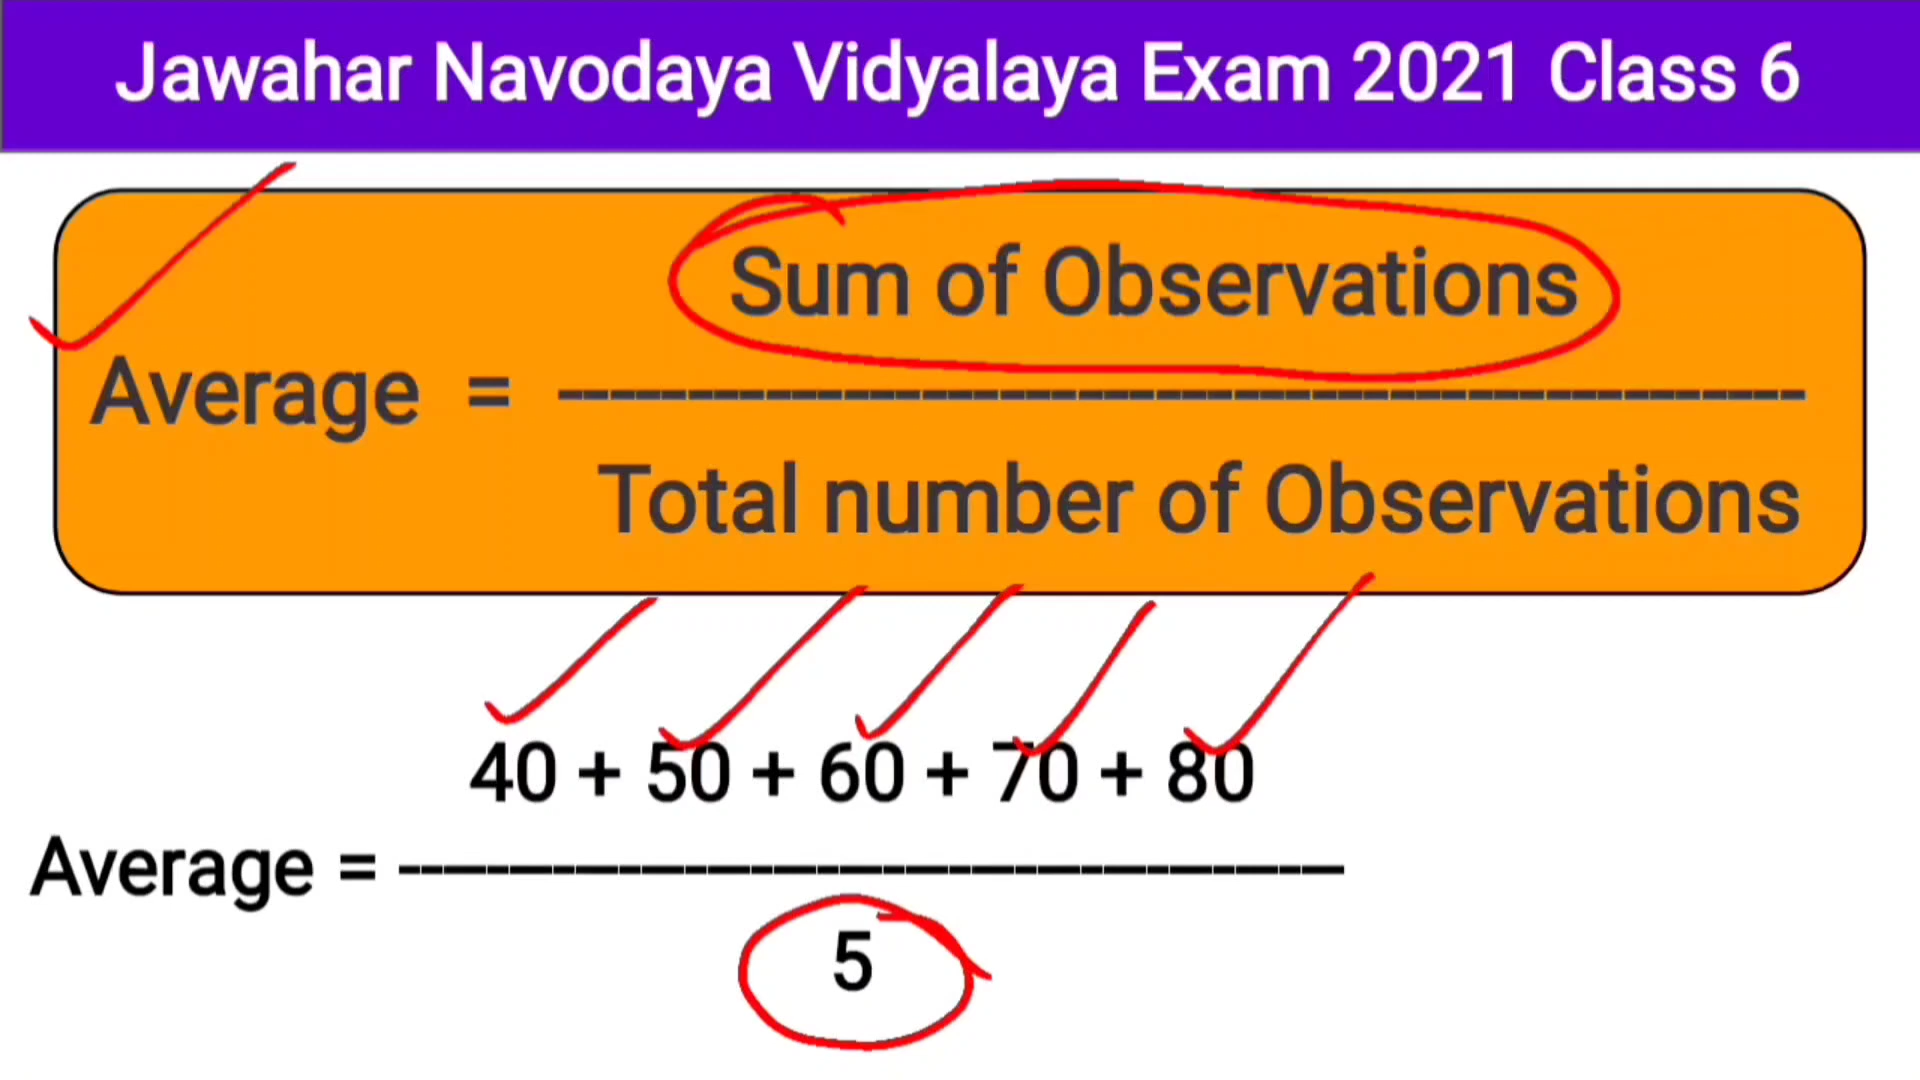 Jawahar Navodaya Vidyalaya Exam 2021 Class 6
Sum of Observations
Average = ------------------------------------------------
Total number of Observations
40 + 50 + 60 + 70 + 80
Average = -------------------------------------------
5